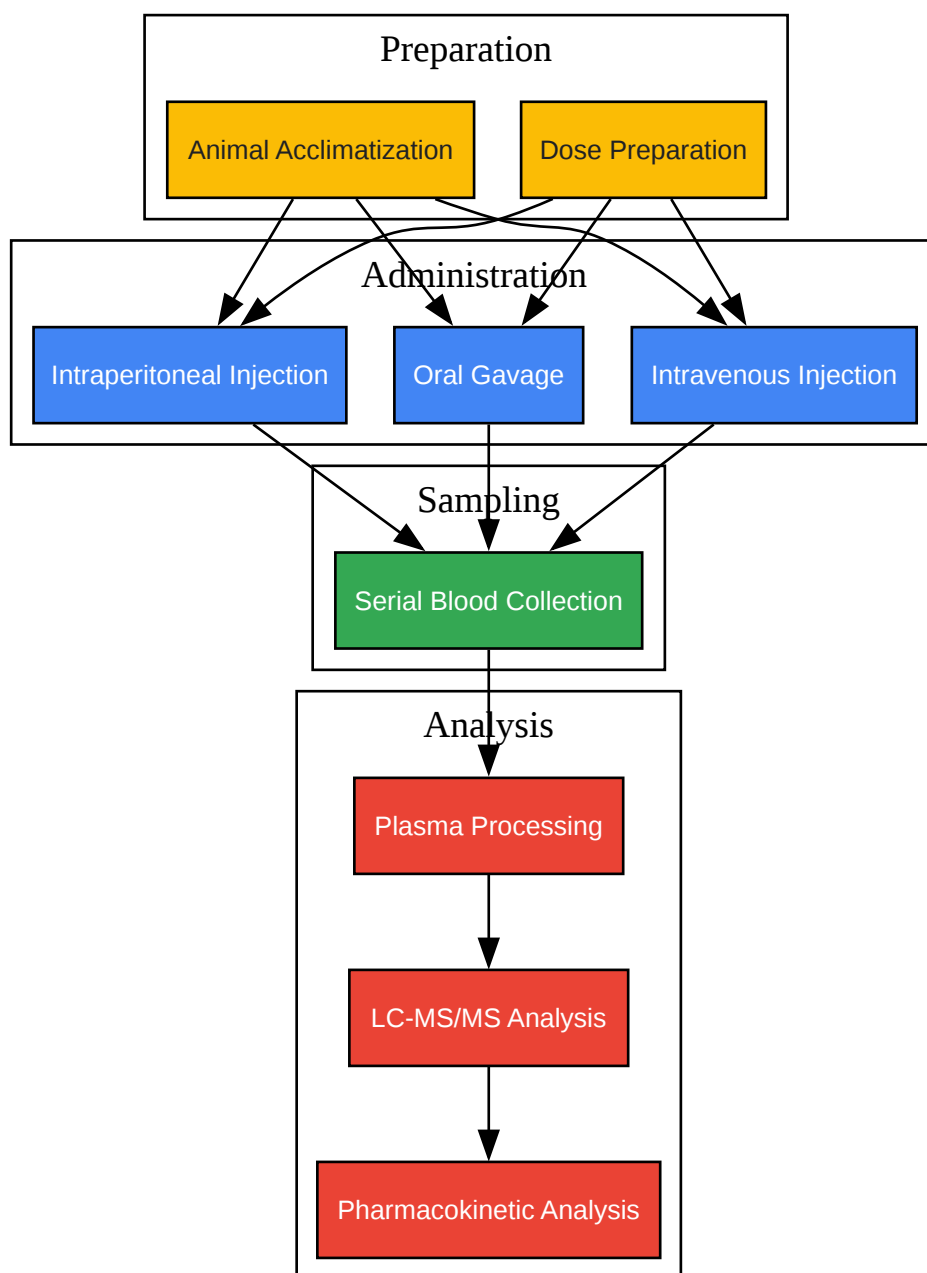 Preparation
Animal Acclimatization
Dose Preparation
Administration
Intraperitoneal Injection
Oral Gavage
Intravenous Injection
Sampling
Serial Blood Collection
Analysis
Plasma Processing
LC-MS/MS Analysis
Pharmacokinetic Analysis